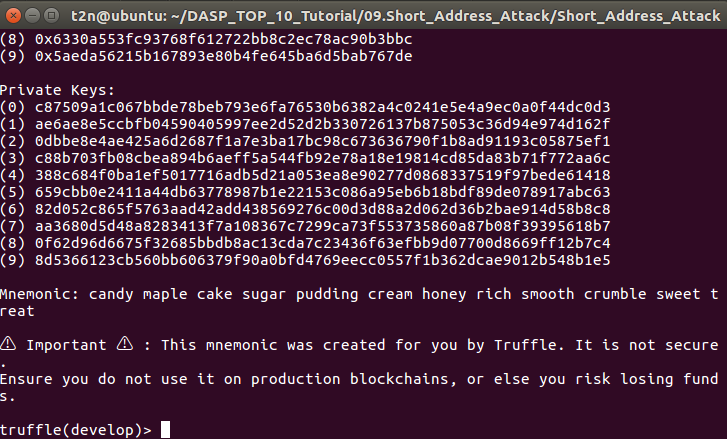 t2n@ubuntu: ~/DASP_TOP_10_Tutorial/09.Short_Address_Attack/Short_Address_Attack
(8) 0x6330a553fc93768f612722bb8c2ec78ac90b3bbc
(9) 0x5aeda56215b167893e80b4fe645ba6d5bab767de
Private Keys:
(0) c87509a1c067bbde78beb793e6fa76530b6382a4c0241e5e4a9ec0a0f44dc0d3
(1) ae6ae8e5ccbfb04590405997ee2d52d2b330726137b875053c36d94e974d162f
(2) 0dbbe8e4ae425a6d2687f1a7e3ba17bc98c673636790f1b8ad91193c05875ef1
(3) c88b703fb08cbea894b6aeff5a544fb92e78a18e19814cd85da83b71f772aa6c
(4) 388c684f0ba1ef5017716adb5d21a053ea8e90277d0868337519f97bede61418
(5) 659cbb0e2411a44db63778987b1e22153c086a95eb6b18bdf89de078917abc63
(6) 82d052c865f5763aad42add438569276c00d3d88a2d062d36b2bae914d58b8c8
(7) aa3680d5d48a8283413f7a108367c7299ca73f553735860a87b08f39395618b7
(8) 0f62d96d6675f32685bbdb8ac13cda7c23436f63efbb9d07700d8669ff12b7c4
(9) 8d5366123cb560bb606379f90a0bfd4769eecc0557f1b362dcae9012b548b1e5
Mnemonic: candy maple cake sugar pudding cream honey rich smooth crumble sweet t
reat
⚠ Important ⚠ : This mnemonic was created for you by Truffle. It is not secure
.
Ensure you do not use it on production blockchains, or else you risk losing fund
s.
truffle(develop)>